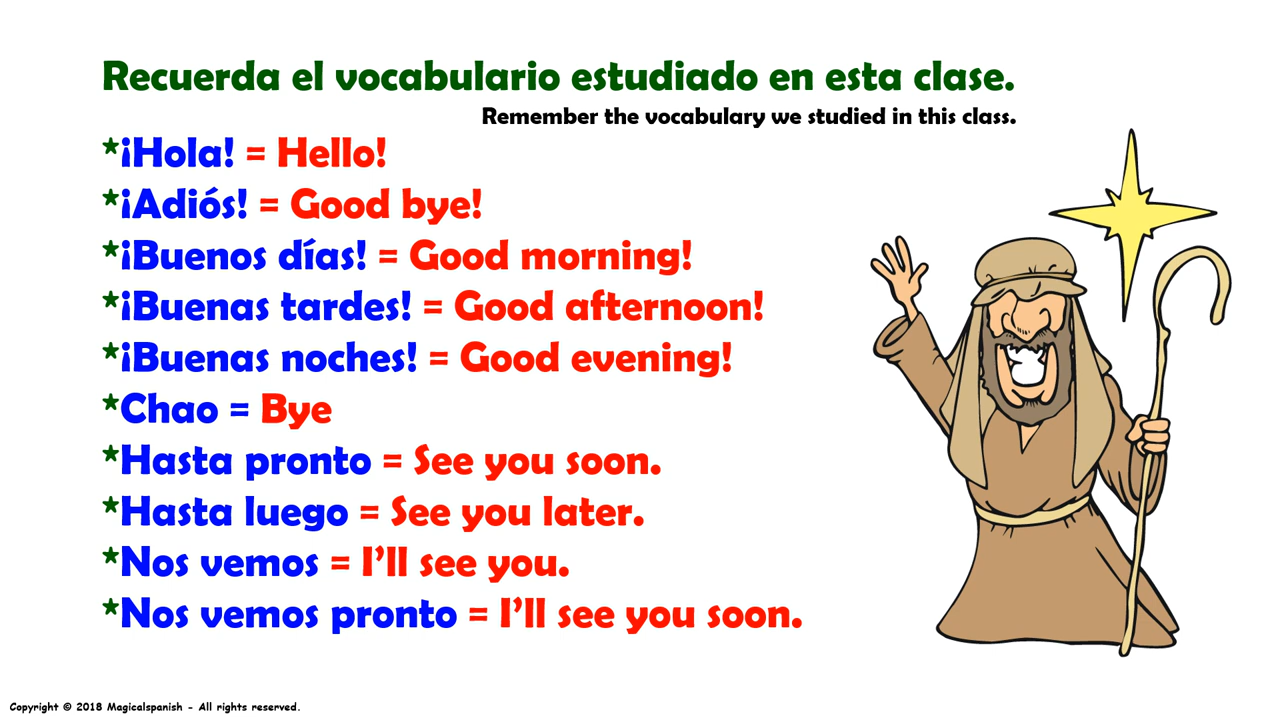 Recuerda el vocabulario estudiado en esta clase.
Remember the vocabulary we studied in this class.
*¡Hola! = Hello!
*¡Adiós! = Good bye!
*¡Buenos días! = Good morning!
*¡Buenas tardes! = Good afternoon!
*¡Buenas noches! = Good evening!
*Chao = Bye
*Hasta pronto = See you soon.
*Hasta luego = See you later.
*Nos vemos = I’ll see you.
*Nos vemos pronto = I’ll see you soon.
Copyright © 2018 Magicalspanish - All rights reserved.